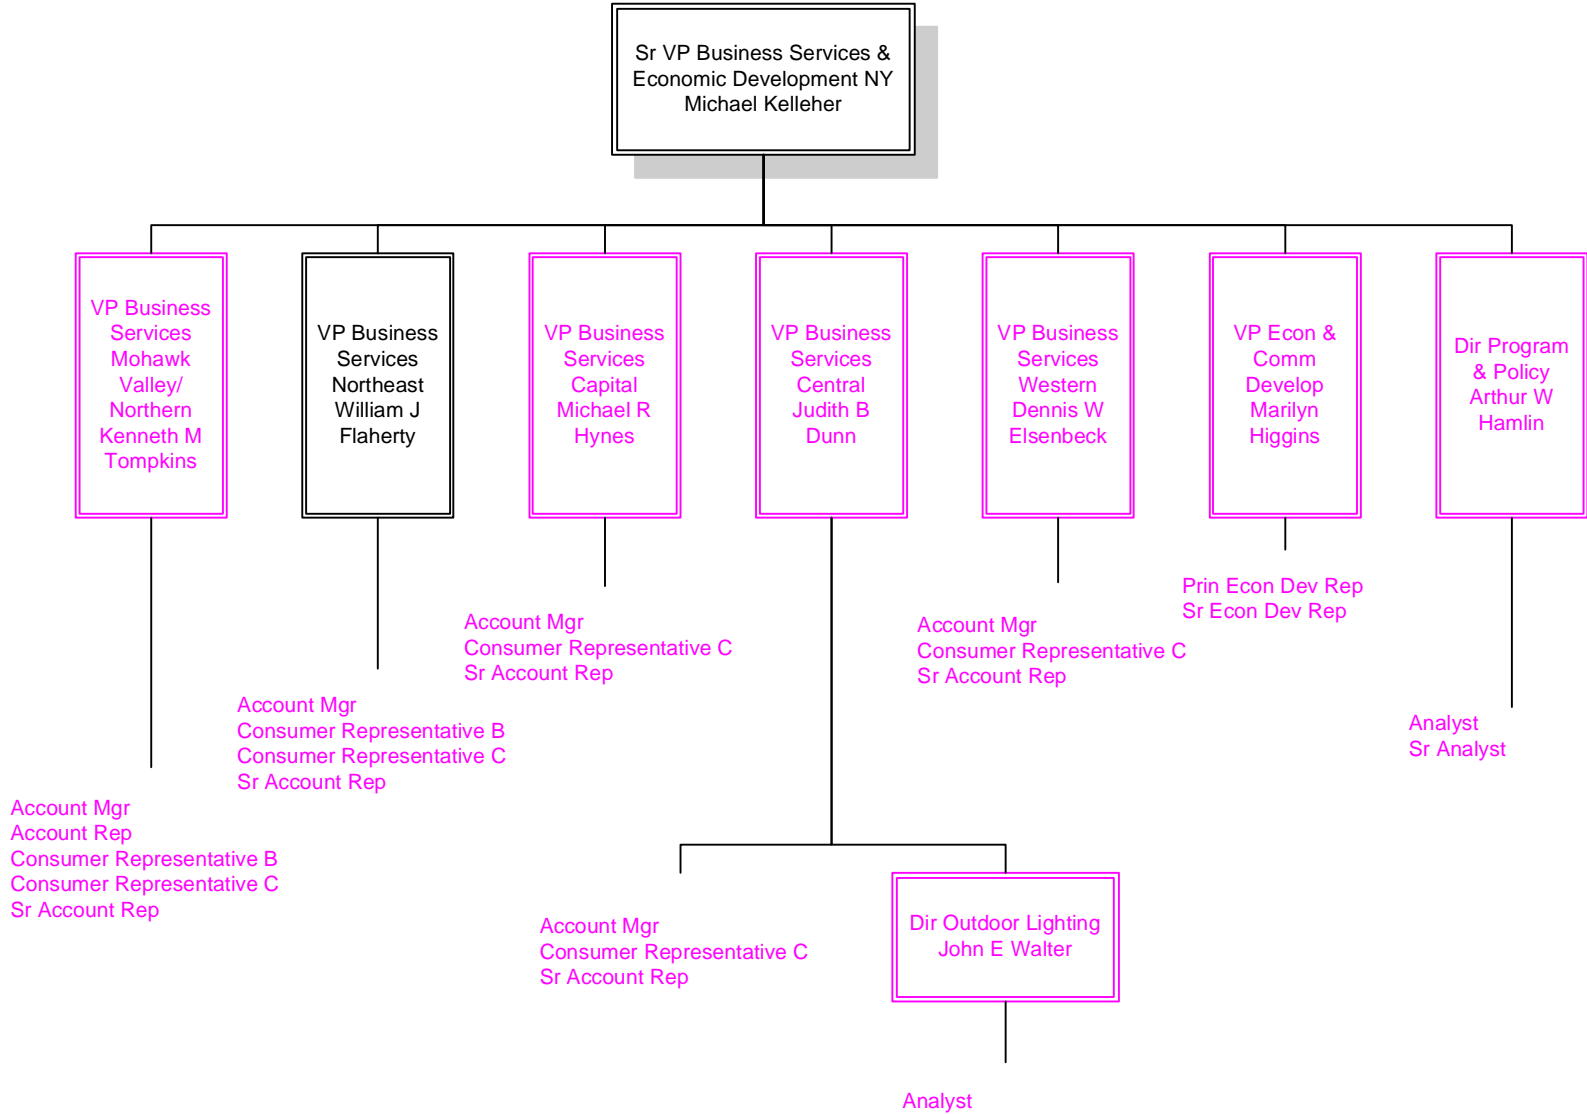 Sr VP Business Services &
Economic Development NY
Michael Kelleher
VP Business
Services
Mohawk
Valley/
Northern
Kenneth M
Tompkins
VP Business
Services
Northeast
William J
Flaherty
VP Business
Services
Capital
Michael R
Hynes
VP Business
Services
Central
Judith B
Dunn
VP Business
Services
Western
Dennis W
Elsenbeck
VP Econ &
Comm
Develop
Marilyn
Higgins
Dir Program
& Policy
Arthur W
Hamlin
Account Mgr
Account Rep
Consumer Representative B
Consumer Representative C
Sr Account Rep
Account Mgr
Consumer Representative B
Consumer Representative C
Sr Account Rep
Account Mgr
Consumer Representative C
Sr Account Rep
Account Mgr
Consumer Representative C
Sr Account Rep
Dir Outdoor Lighting
John E Walter
Analyst
Account Mgr
Consumer Representative C
Sr Account Rep
Prin Econ Dev Rep
Sr Econ Dev Rep
Analyst
Sr Analyst